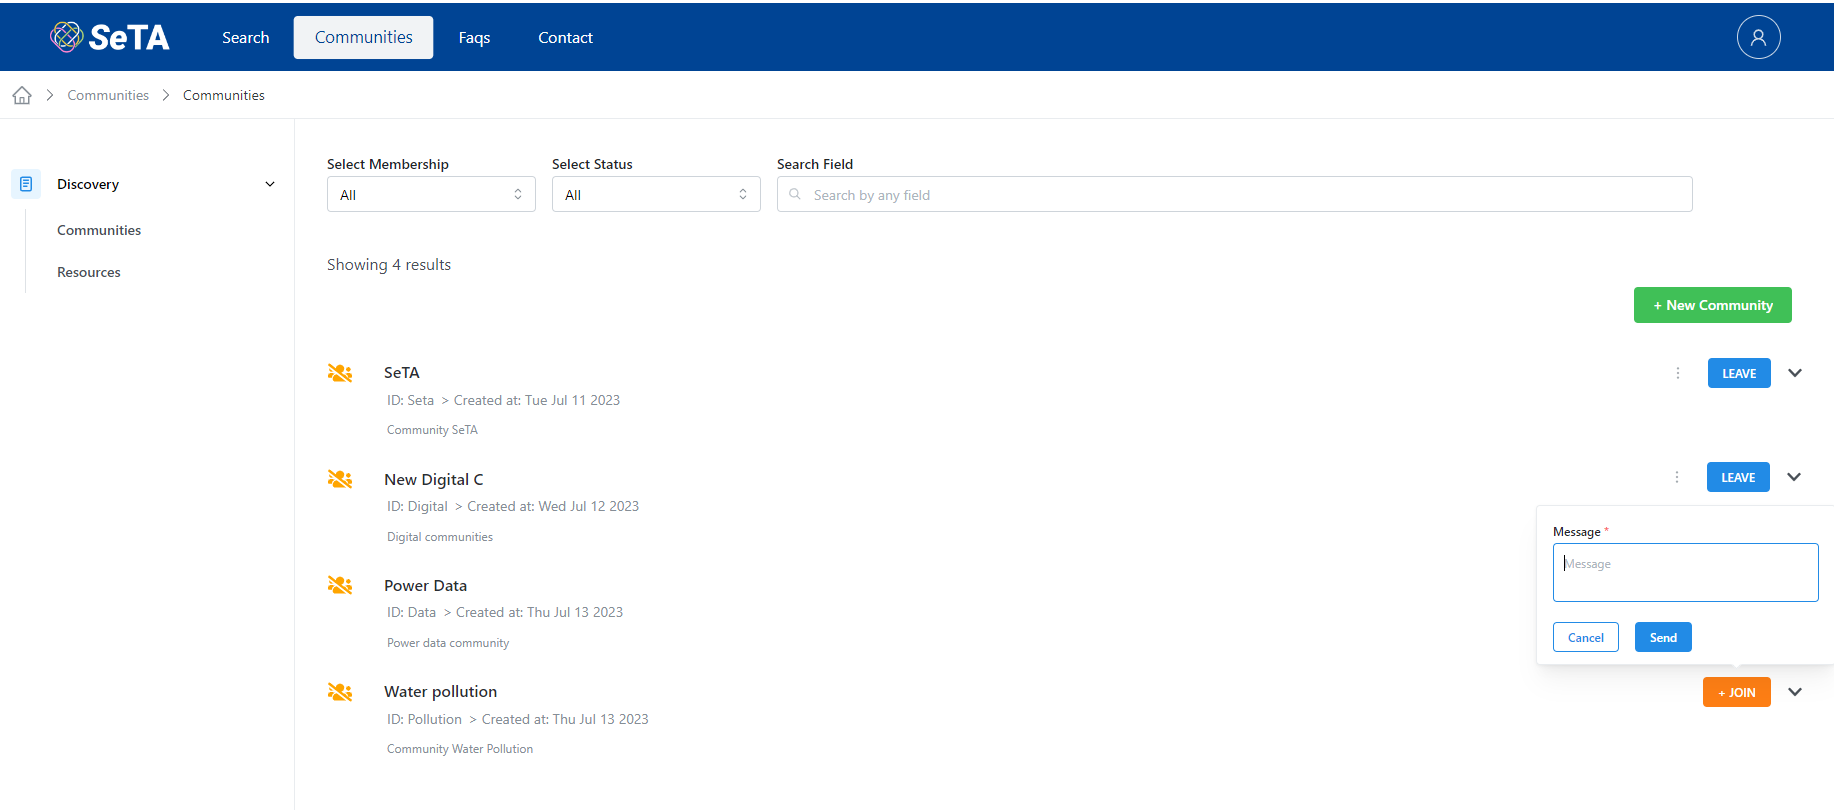 SeTA
Search
Communities
Faqs
Contact
Communities
Communities
Discovery
Communities
Resources
Select Membership
All
Select Status
All
Search Field
Search by any field
Showing 4 results
+ New Community
SeTA
ID: Seta > Created at: Tue Jul 11 2023
Community SeTA
LEAVE
New Digital C
ID: Digital > Created at: Wed Jul 12 2023
Digital communities
LEAVE
Power Data
ID: Data > Created at: Thu Jul 13 2023
Power data community
Message *
Message
Cancel
Send
Water pollution
ID: Pollution > Created at: Thu Jul 13 2023
Community Water Pollution
+ JOIN